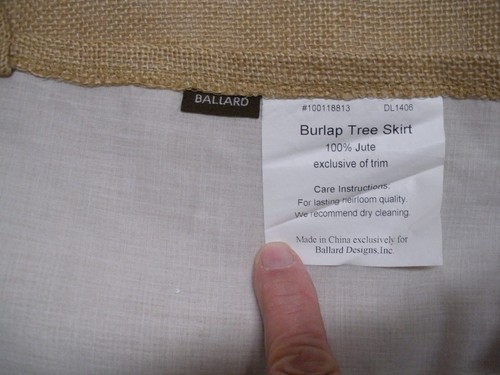 BALLARD
#100118813 DL1406
Burlap Tree Skirt
100% Jute
exclusive of trim
Care Instructions:
For lasting heirloom quality.
We recommend dry cleaning.
Made in China exclusively for
Ballard Designs,Inc